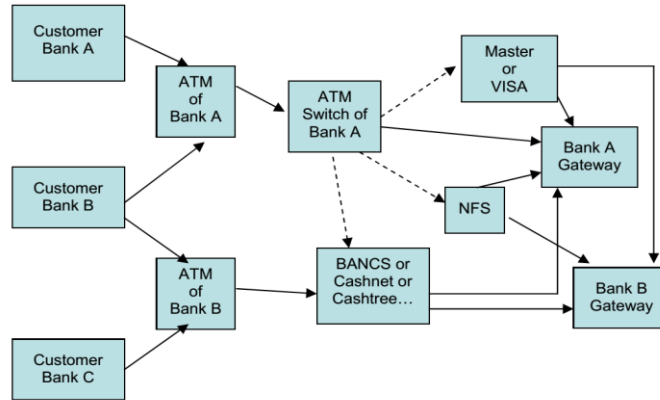 Customer
Bank A
ATM
of
Bank A
ATM
Switch of
Bank A
Master
or
VISA
Bank A
Gateway
Customer
Bank B
NFS
ATM
of
Bank B
BANCS or
Cashnet or
Cashtree…
Bank B
Gateway
Customer
Bank C